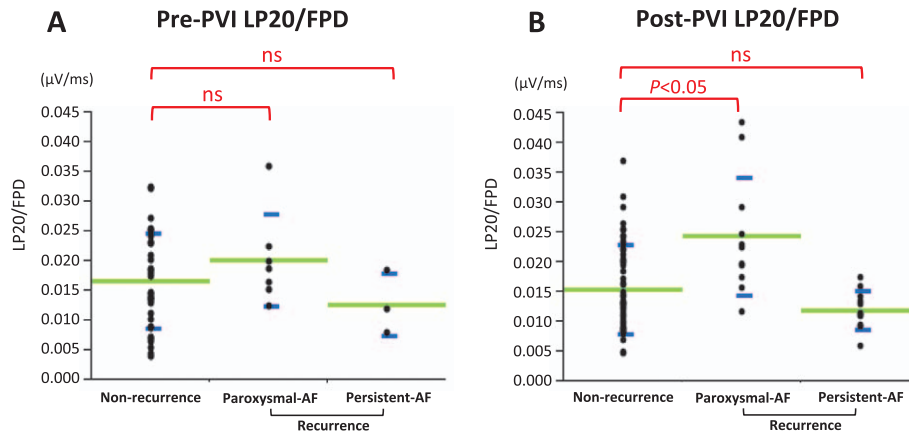 A Pre-PVI LP20/FPD
ns
(µV/ms)
ns
0.045
0.040
0.035
0.030
0.025
0.020
0.015
0.010
0.005
0.000
LP20/FPD
Non-recurrence Paroxysmal-AF Persistent-AF
Recurrence
B Post-PVI LP20/FPD
ns
(µV/ms)
P<0.05
0.045
0.040
0.035
0.030
0.025
0.020
0.015
0.010
0.005
0.000
LP20/FPD
Non-recurrence Paroxysmal-AF Persistent-AF
Recurrence